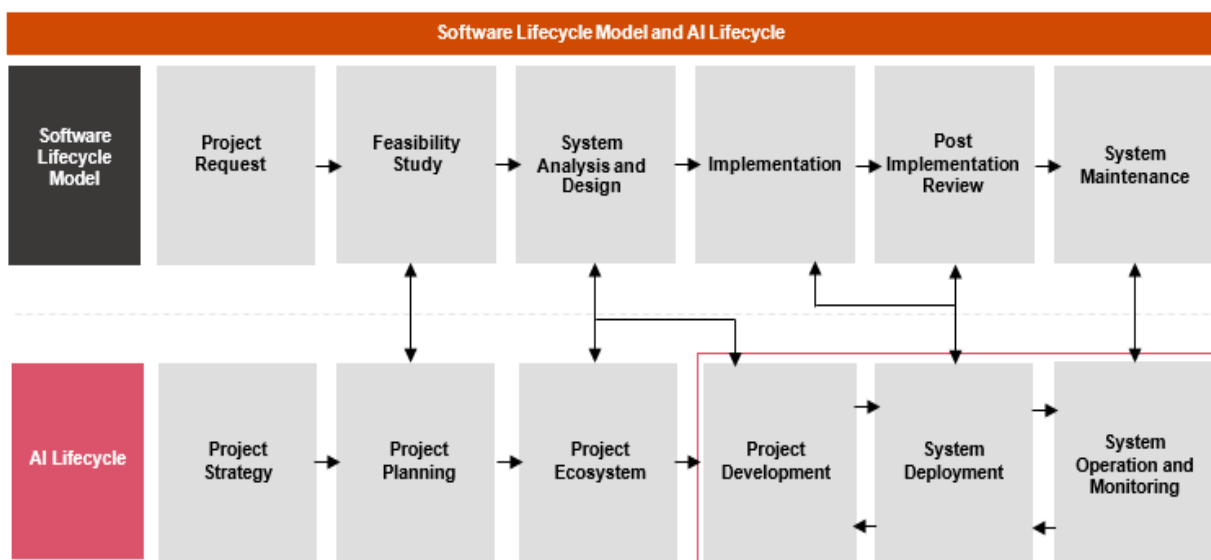 Software Lifecycle Model and AI Lifecycle
Software
Lifecycle
Model
Project
Request
Feasibility
Study
System
Analysis and
Design
Implementation
Post
Implementation
Review
System
Maintenance
AI Lifecycle
Project
Strategy
Project
Planning
Project
Ecosystem
Project
Development
System
Deployment
System
Operation and
Monitoring